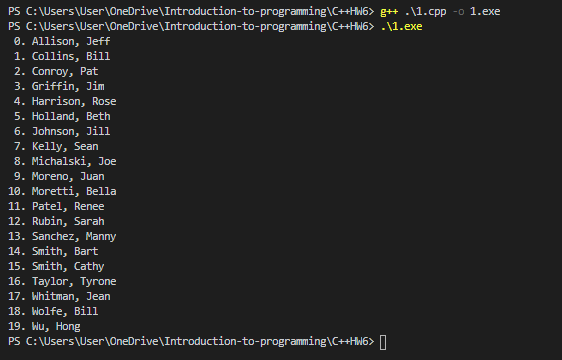 PS C:\Users\User\OneDrive\Introduction-to-programming\C++HW6> g++ .\1.cpp -o 1.exe
PS C:\Users\User\OneDrive\Introduction-to-programming\C++HW6> .\1.exe
 0. Allison, Jeff
 1. Collins, Bill
 2. Conroy, Pat
 3. Griffin, Jim
 4. Harrison, Rose
 5. Holland, Beth
 6. Johnson, Jill
 7. Kelly, Sean
 8. Michalski, Joe
 9. Moreno, Juan
10. Moretti, Bella
11. Patel, Renee
12. Rubin, Sarah
13. Sanchez, Manny
14. Smith, Bart
15. Smith, Cathy
16. Taylor, Tyrone
17. Whitman, Jean
18. Wolfe, Bill
19. Wu, Hong
PS C:\Users\User\OneDrive\Introduction-to-programming\C++HW6>